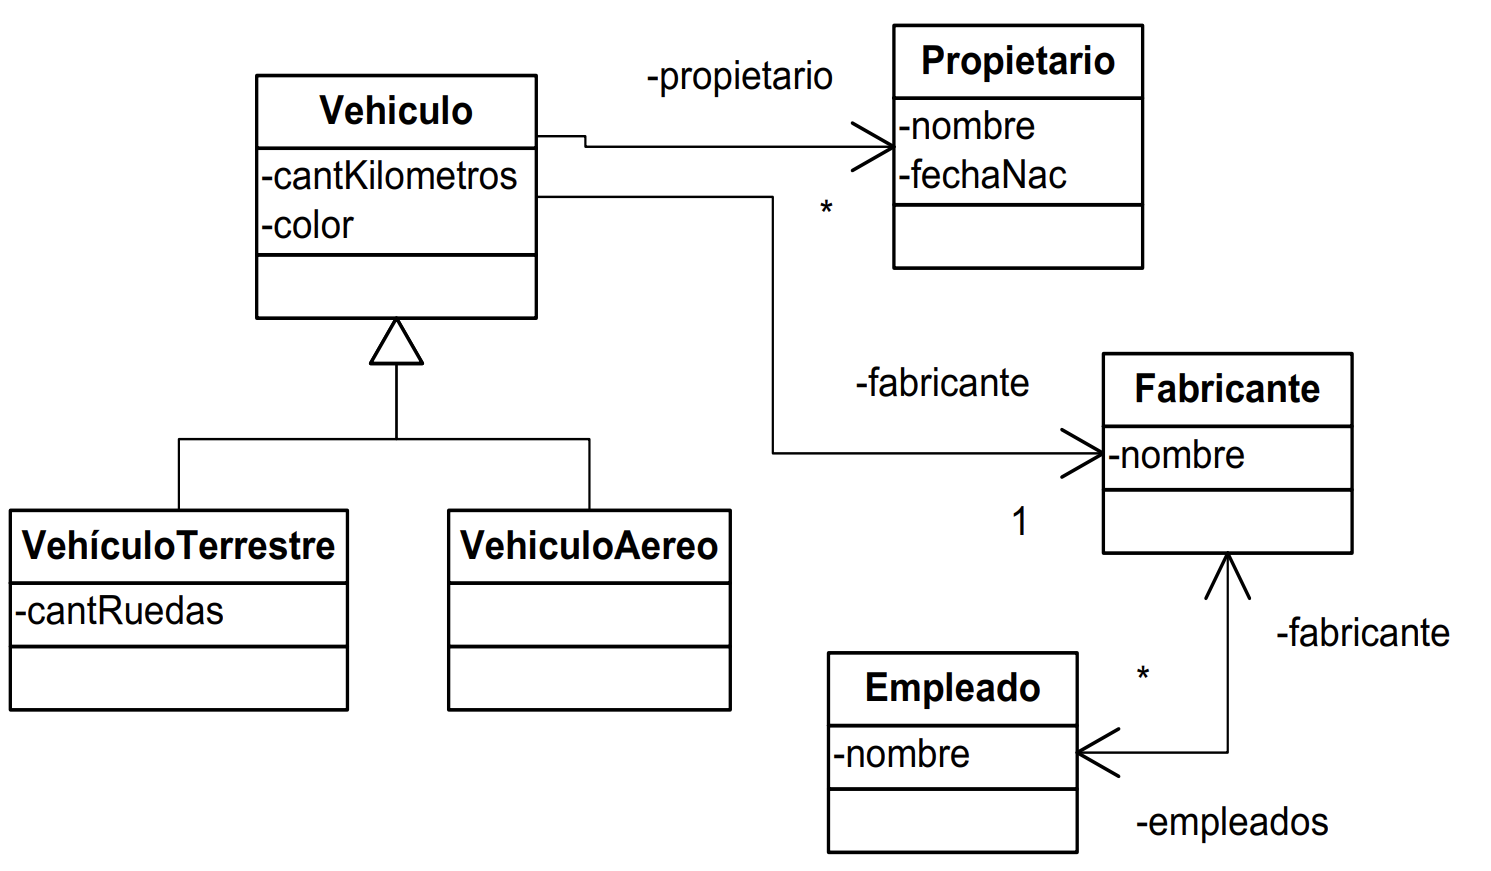 Propietario
-propietario
-nombre
-fechaNac
*
Vehiculo
-cantKilometros
-color
-fabricante
Fabricante
-nombre
1
VehículoTerrestre
-cantRuedas
VehiculoAereo
-fabricante
*
Empleado
-nombre
-empleados